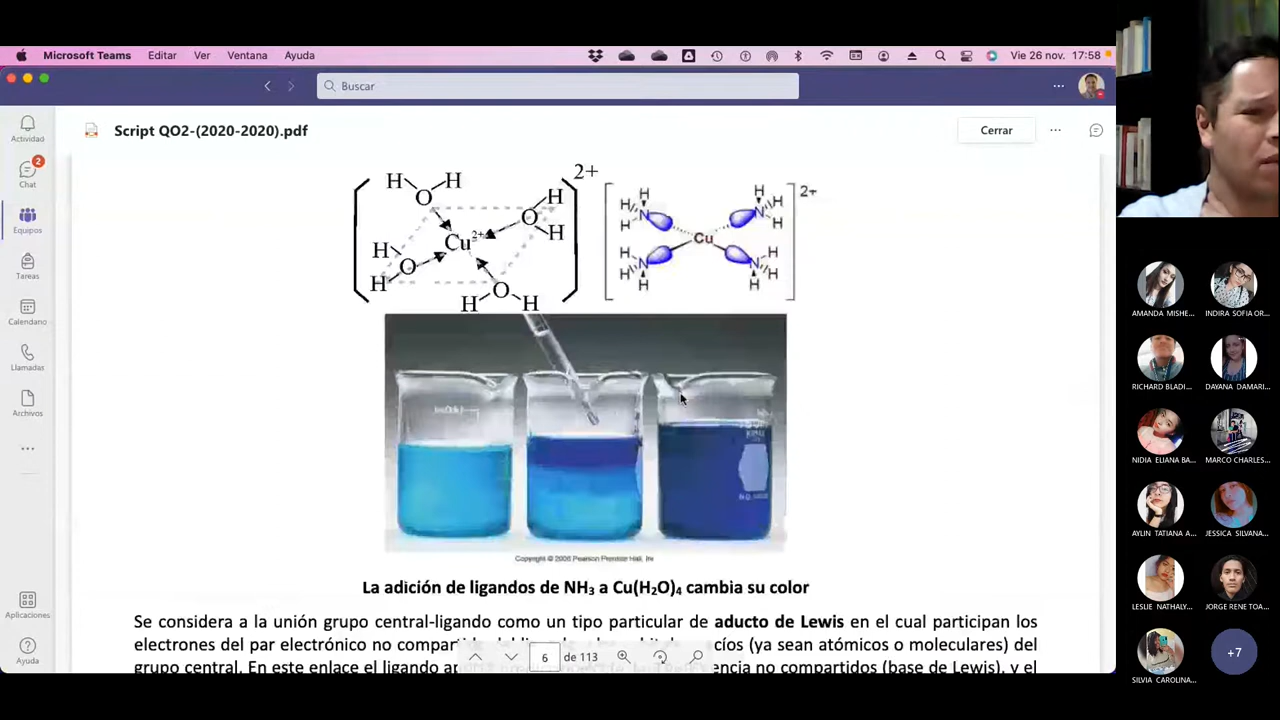 Microsoft Teams Editar Ver Ventana Ayuda Vie 26 nov. 17:58
Buscar
Actividad
Chat
2
Equipos
Tareas
Calendario
Llamadas
Archivos
Aplicaciones
Ayuda
Script QO2-(2020-2020).pdf Cerrar
2+
H H
O
H
O
H
Cu 2+
H
O
H
O
H H
2+
H H H N
H H H N
Cu
H H H N
H H H N
Copyright © 2006 Pearson Prentice Hall, Inc
La adición de ligandos de NH₃ a Cu(H₂O)₄ cambia su color
Se considera a la unión grupo central-ligando como un tipo particular de aducto de Lewis en el cual participan los
electrones del par electrónico no compart cíos (ya sean atómicos o moleculares) del
grupo central. En este enlace el ligando encia no compartidos (base de Lewis), y el
6 de 113
AMANDA MISHE...
INDIRA SOFIA OR...
RICHARD BLADI...
DAYANA DAMARI...
NIDIA ELIANA BA...
MARCO CHARLES...
AYLIN TATIANA A...
JESSICA SILVANA...
LESLIE NATHALY...
JORGE RENE TOA...
SILVIA CAROLINA...
+7